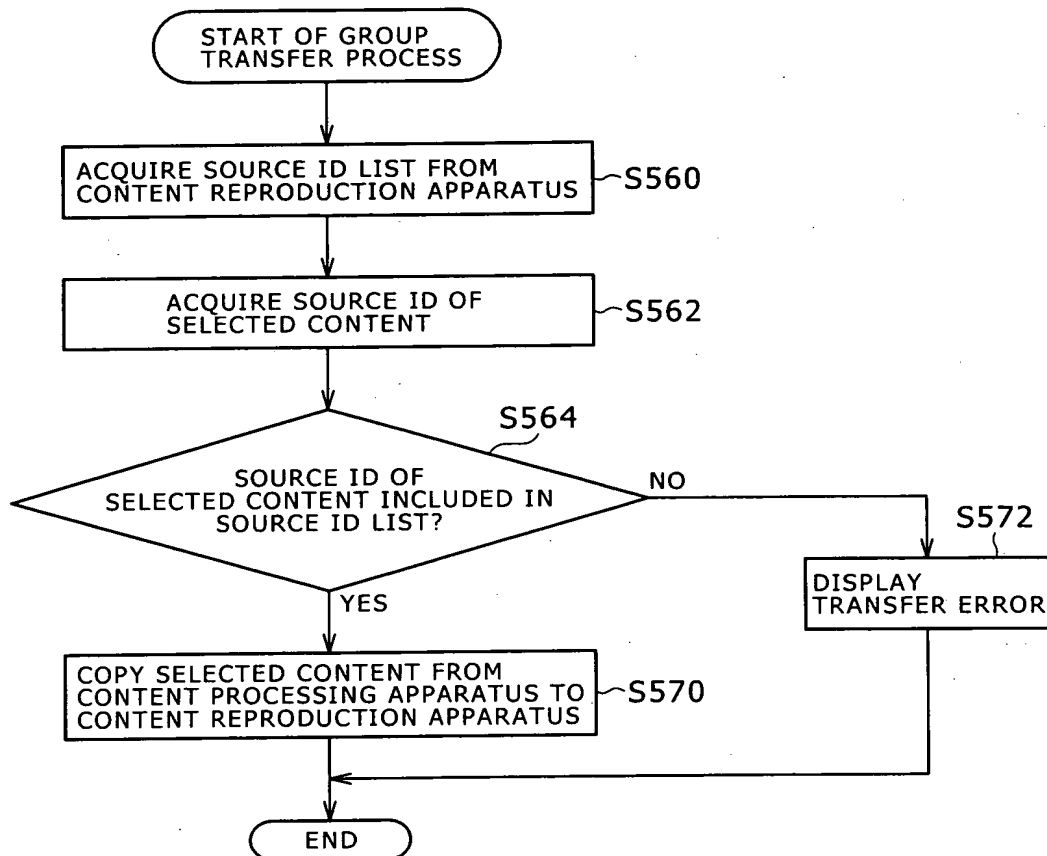 START OF GROUP
TRANSFER PROCESS
ACQUIRE SOURCE ID LIST FROM
CONTENT REPRODUCTION APPARATUS
S560
ACQUIRE SOURCE ID OF
SELECTED CONTENT
S562
S564
SOURCE ID OF
SELECTED CONTENT INCLUDED IN
SOURCE ID LIST?
NO
S572
DISPLAY
TRANSFER ERROR
YES
COPY SELECTED CONTENT FROM
CONTENT PROCESSING APPARATUS TO
CONTENT REPRODUCTION APPARATUS
S570
END